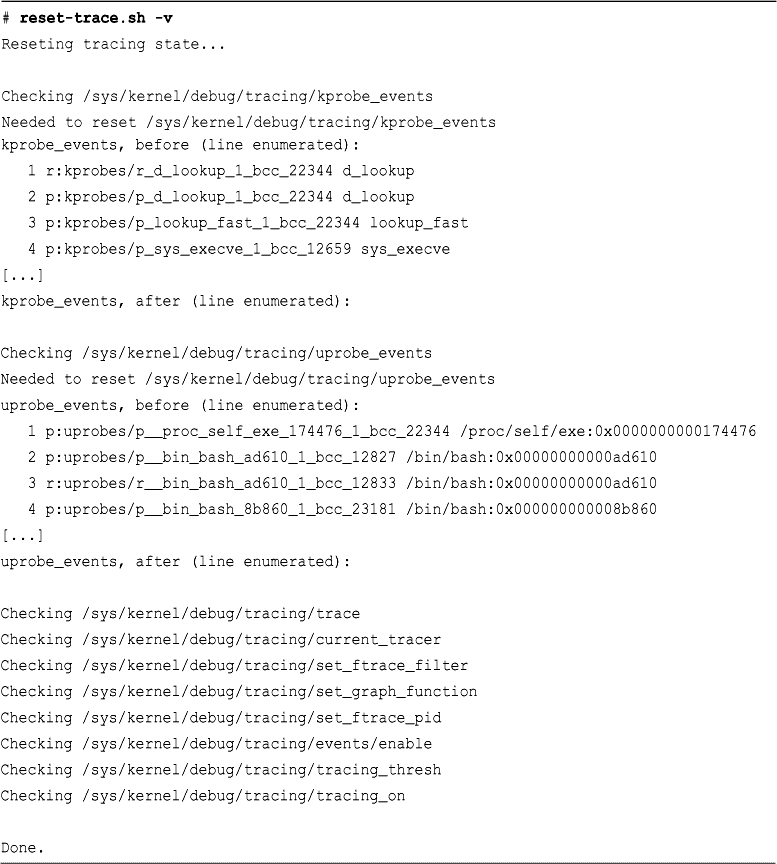 # reset-trace.sh -v
Reseting tracing state...
Checking /sys/kernel/debug/tracing/kprobe_events
Needed to reset /sys/kernel/debug/tracing/kprobe_events
kprobe_events, before (line enumerated):
1 r:kprobes/r_d_lookup_1_bcc_22344 d_lookup
2 p:kprobes/p_d_lookup_1_bcc_22344 d_lookup
3 p:kprobes/p_lookup_fast_1_bcc_22344 lookup_fast
4 p:kprobes/p_sys_execve_1_bcc_12659 sys_execve
[...]
kprobe_events, after (line enumerated):
Checking /sys/kernel/debug/tracing/uprobe_events
Needed to reset /sys/kernel/debug/tracing/uprobe_events
uprobe_events, before (line enumerated):
1 p:uprobes/p__proc_self_exe_174476_1_bcc_22344 /proc/self/exe:0x0000000000174476
2 p:uprobes/p__bin_bash_ad610_1_bcc_12827 /bin/bash:0x00000000000ad610
3 r:uprobes/r__bin_bash_ad610_1_bcc_12833 /bin/bash:0x00000000000ad610
4 p:uprobes/p__bin_bash_8b860_1_bcc_23181 /bin/bash:0x000000000008b860
[...]
uprobe_events, after (line enumerated):
Checking /sys/kernel/debug/tracing/trace
Checking /sys/kernel/debug/tracing/current_tracer
Checking /sys/kernel/debug/tracing/set_ftrace_filter
Checking /sys/kernel/debug/tracing/set_graph_function
Checking /sys/kernel/debug/tracing/set_ftrace_pid
Checking /sys/kernel/debug/tracing/events/enable
Checking /sys/kernel/debug/tracing/tracing_thresh
Checking /sys/kernel/debug/tracing/tracing_on
Done.